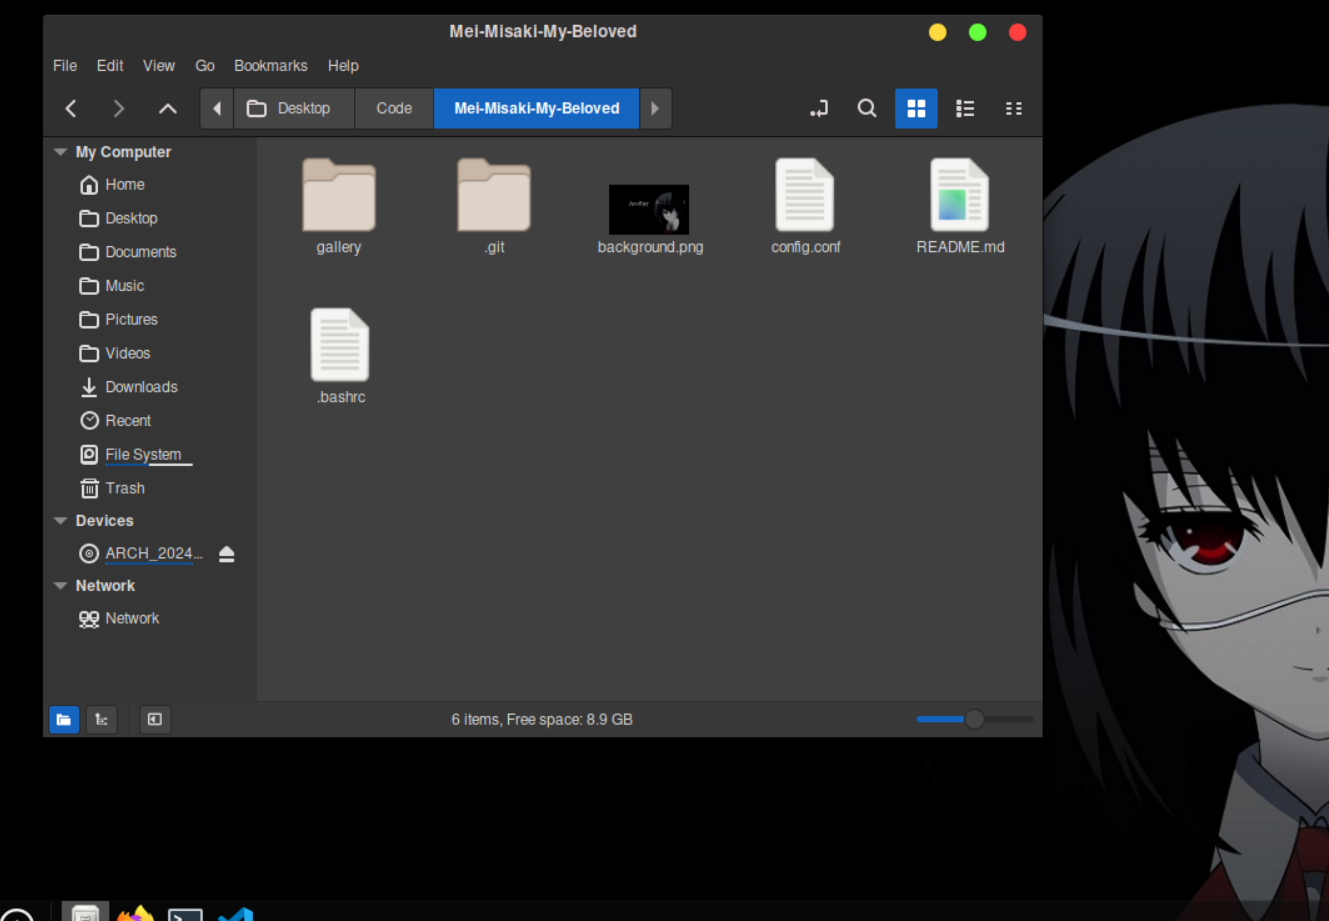 Mei-Misaki-My-Beloved
File Edit View Go Bookmarks Help
Desktop Code Mei-Misaki-My-Beloved
My Computer
Home
Desktop
Documents
Music
Pictures
Videos
Downloads
Recent
File System
Trash
Devices
ARCH_2024...
Network
Network
gallery .git background.png config.conf README.md
.bashrc
6 items, Free space: 8.9 GB